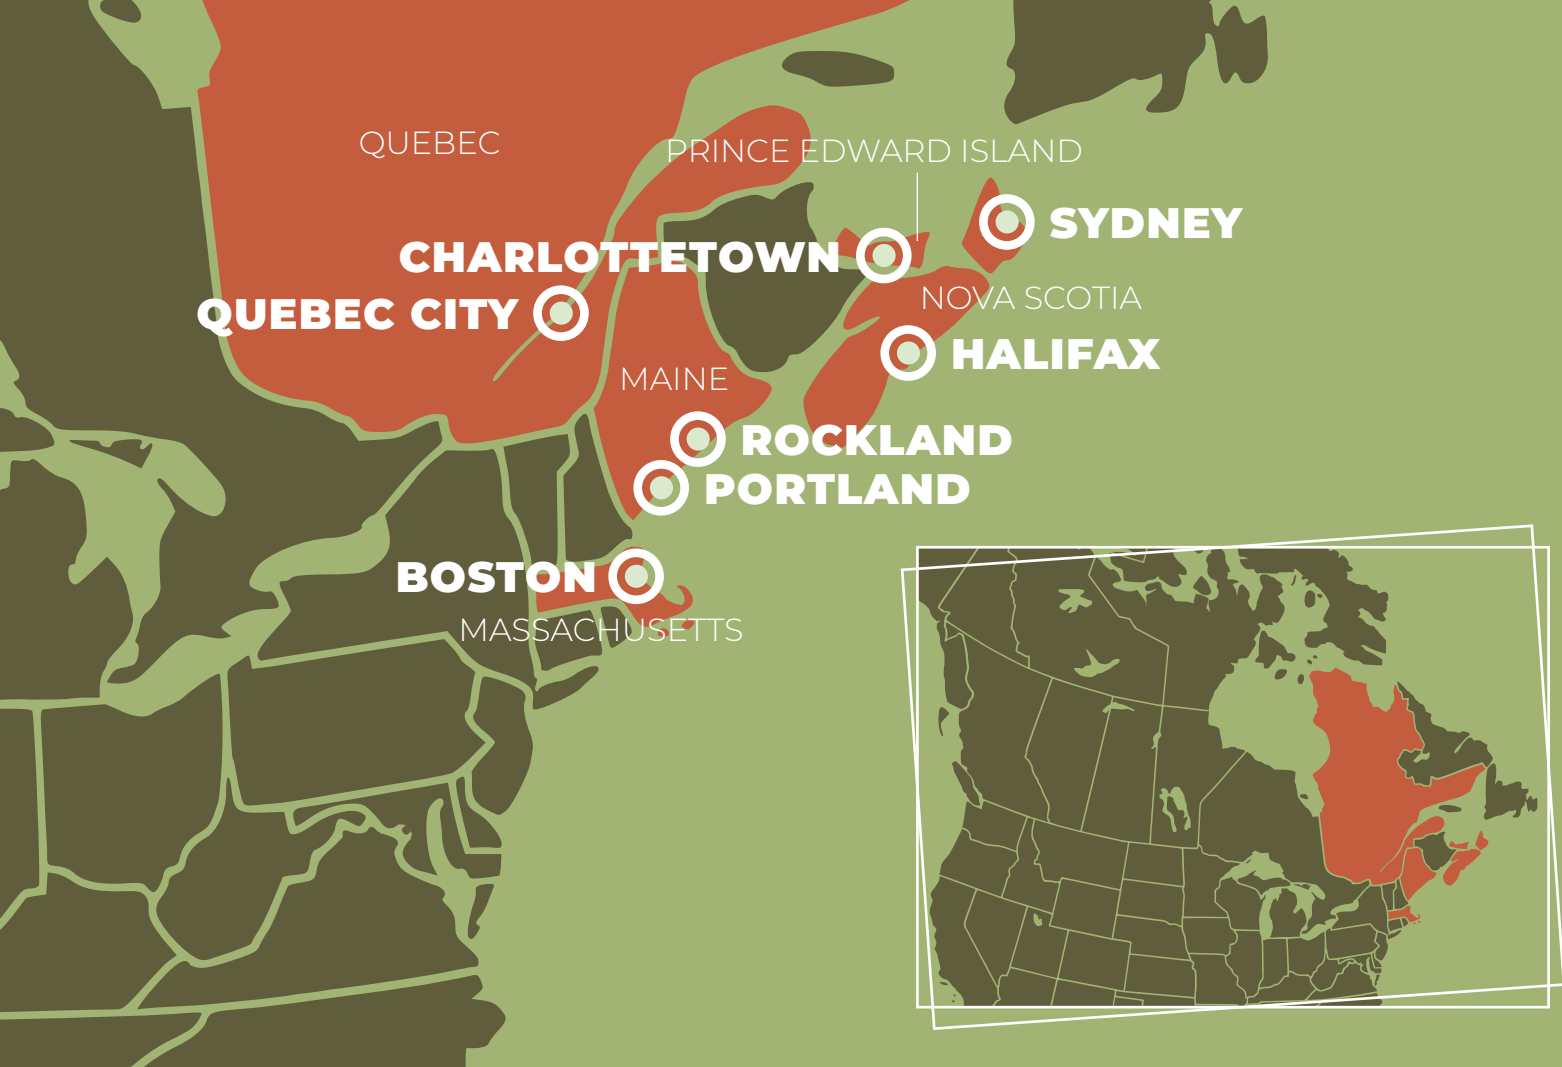 QUEBEC
PRINCE EDWARD ISLAND
SYDNEY
CHARLOTTETOWN
NOVA SCOTIA
QUEBEC CITY
HALIFAX
MAINE
ROCKLAND
PORTLAND
BOSTON
MASSACHUSETTS